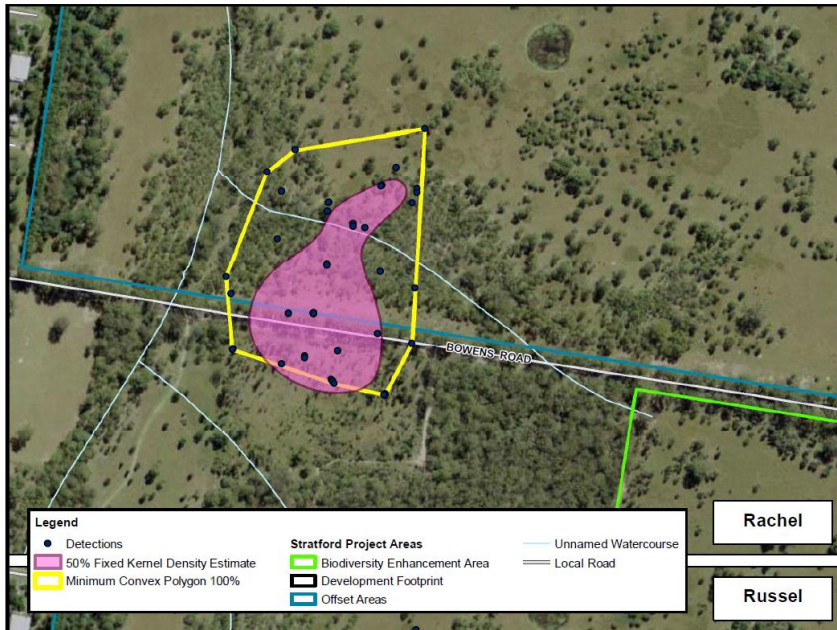 BOWENS ROAD
Rachel
Legend
Detections
50% Fixed Kernel Density Estimate
Minimum Convex Polygon 100%
Stratford Project Areas
Biodiversity Enhancement Area
Development Footprint
Offset Areas
Unnamed Watercourse
Local Road
Russel